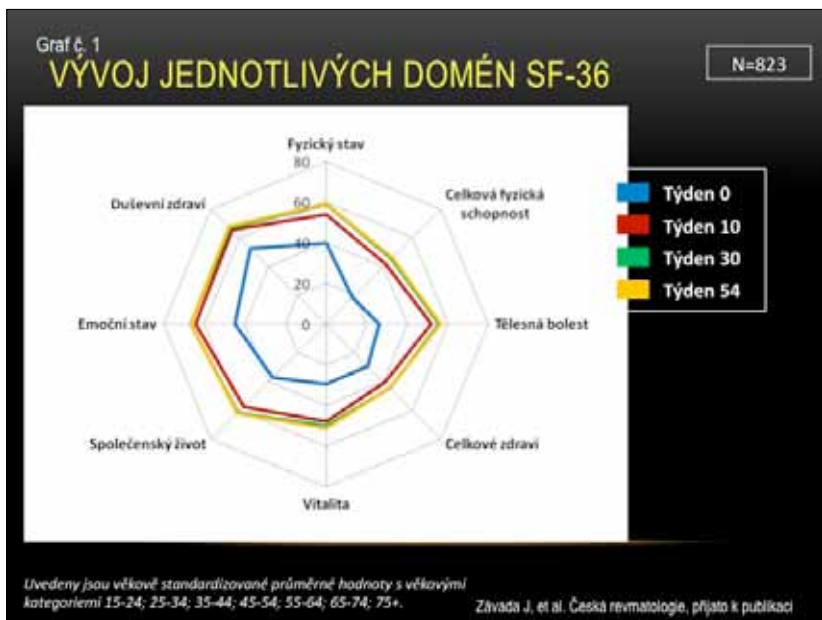 Graf č. 1
VÝVOJ JEDNOTLIVÝCH DOMÉN SF-36
N=823
Fyzický stav
80
60
40
20
0
Celková fyzická
schopnost
Tělesná bolest
Celkové zdraví
Vitalita
Společenský život
Emoční stav
Duševní zdraví
Týden 0
Týden 10
Týden 30
Týden 54
Uvedeny jsou věkově standardizované průměrné hodnoty s věkovými
kategoriemi 15-24; 25-34; 35-44; 45-54; 55-64; 65-74; 75+.
Závada J, et al. Česká revmatologie, přijato k publikaci